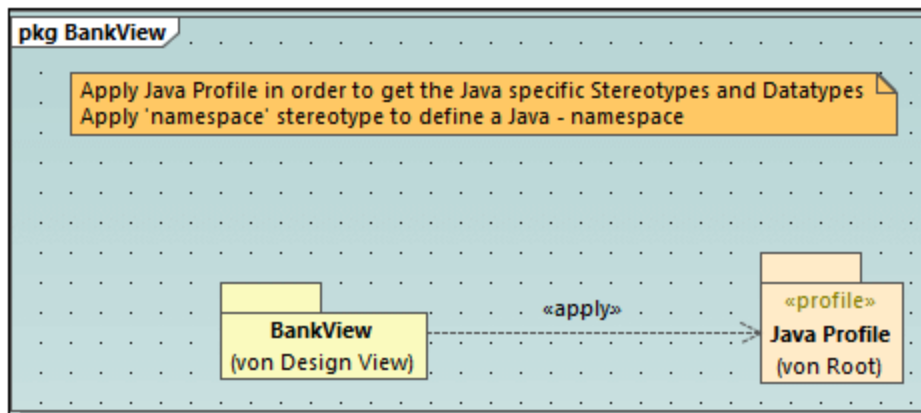 pkg BankView
Apply Java Profile in order to get the Java specific Stereotypes and Datatypes
Apply 'namespace' stereotype to define a Java - namespace
«apply»
«profile»
BankView
Java Profile
(von Design View)
(von Root)